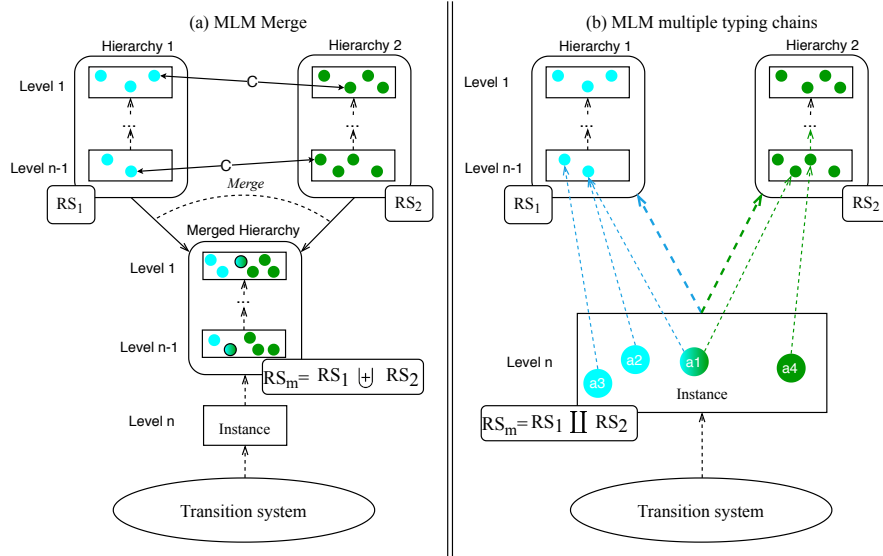 (a) MLM Merge
Hierarchy 1
Hierarchy 2
Level 1
C
...
...
Level n-1
C
RS1
Merge
RS2
Merged Hierarchy
Level 1
...
Level n-1
RSm= RS1 ⊎ RS2
Level n
Instance
Transition system
(b) MLM multiple typing chains
Hierarchy 1
Hierarchy 2
Level 1
...
...
Level n-1
RS1
RS2
Level n
a3
a2
a1
a4
Instance
RSm=RS1 ∐ RS2
Transition system